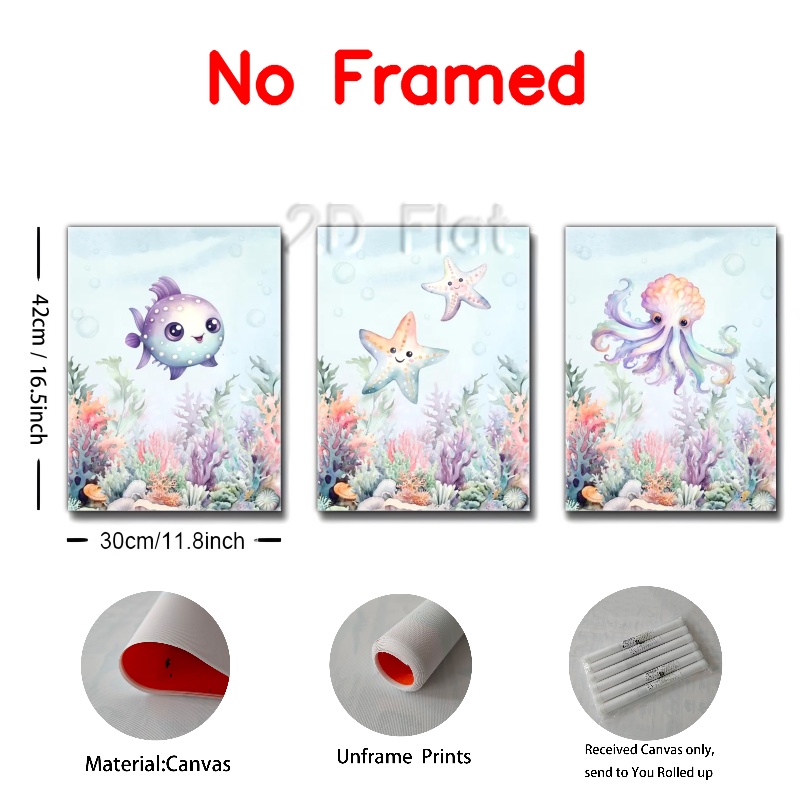 No Framed
2D Flat
42cm / 16.5inch
30cm/11.8inch
Material:Canvas
Unframe Prints
Received Canvas only,
send to You Rolled up